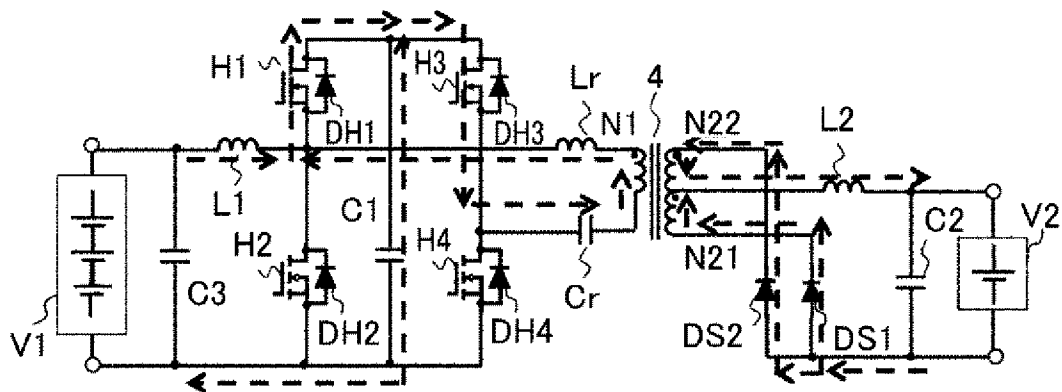 H1
H3
Lr
4
DH1
DH3
N1
N22
L2
L1
C1
H2
H4
N21
C2
V2
C3
Cr
V1
DH2
DH4
DS2
DS1